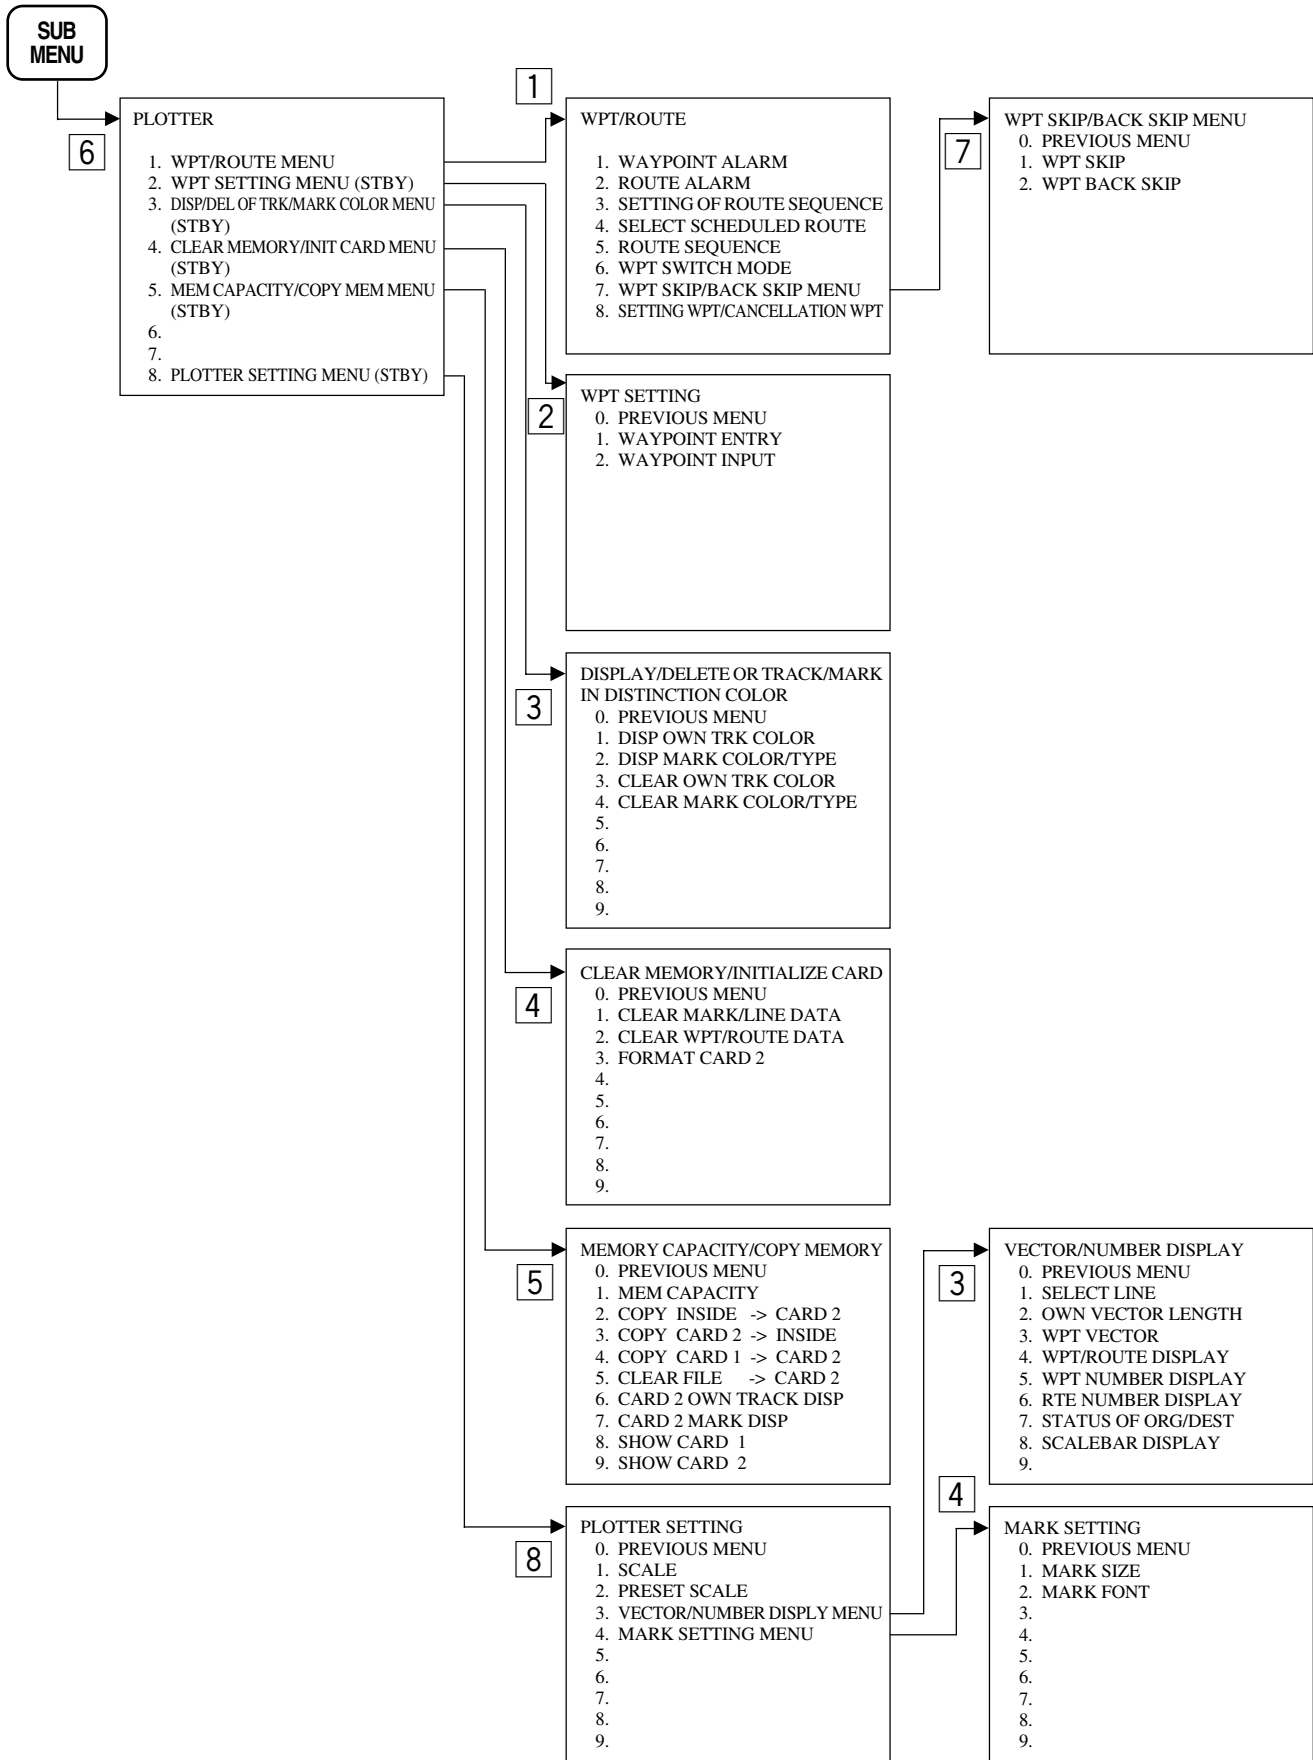 SUB
MENU
6
PLOTTER
1. WPT/ROUTE MENU
2. WPT SETTING MENU (STBY)
3. DISP/DEL OF TRK/MARK COLOR MENU
(STBY)
4. CLEAR MEMORY/INIT CARD MENU
(STBY)
5. MEM CAPACITY/COPY MEM MENU
(STBY)
6.
7.
8. PLOTTER SETTING MENU (STBY)
1
WPT/ROUTE
1. WAYPOINT ALARM
2. ROUTE ALARM
3. SETTING OF ROUTE SEQUENCE
4. SELECT SCHEDULED ROUTE
5. ROUTE SEQUENCE
6. WPT SWITCH MODE
7. WPT SKIP/BACK SKIP MENU
8. SETTING WPT/CANCELLATION WPT
7
WPT SKIP/BACK SKIP MENU
0. PREVIOUS MENU
1. WPT SKIP
2. WPT BACK SKIP
2
WPT SETTING
0. PREVIOUS MENU
1. WAYPOINT ENTRY
2. WAYPOINT INPUT
3
DISPLAY/DELETE OR TRACK/MARK
IN DISTINCTION COLOR
0. PREVIOUS MENU
1. DISP OWN TRK COLOR
2. DISP MARK COLOR/TYPE
3. CLEAR OWN TRK COLOR
4. CLEAR MARK COLOR/TYPE
5.
6.
7.
8.
9.
4
CLEAR MEMORY/INITIALIZE CARD
0. PREVIOUS MENU
1. CLEAR MARK/LINE DATA
2. CLEAR WPT/ROUTE DATA
3. FORMAT CARD 2
4.
5.
6.
7.
8.
9.
5
MEMORY CAPACITY/COPY MEMORY
0. PREVIOUS MENU
1. MEM CAPACITY
2. COPY INSIDE -> CARD 2
3. COPY CARD 2 -> INSIDE
4. COPY CARD 1 -> CARD 2
5. CLEAR FILE -> CARD 2
6. CARD 2 OWN TRACK DISP
7. CARD 2 MARK DISP
8. SHOW CARD 1
9. SHOW CARD 2
3
VECTOR/NUMBER DISPLAY
0. PREVIOUS MENU
1. SELECT LINE
2. OWN VECTOR LENGTH
3. WPT VECTOR
4. WPT/ROUTE DISPLAY
5. WPT NUMBER DISPLAY
6. RTE NUMBER DISPLAY
7. STATUS OF ORG/DEST
8. SCALEBAR DISPLAY
9.
8
PLOTTER SETTING
0. PREVIOUS MENU
1. SCALE
2. PRESET SCALE
3. VECTOR/NUMBER DISPLY MENU
4. MARK SETTING MENU
5.
6.
7.
8.
9.
4
MARK SETTING
0. PREVIOUS MENU
1. MARK SIZE
2. MARK FONT
3.
4.
5.
6.
7.
8.
9.